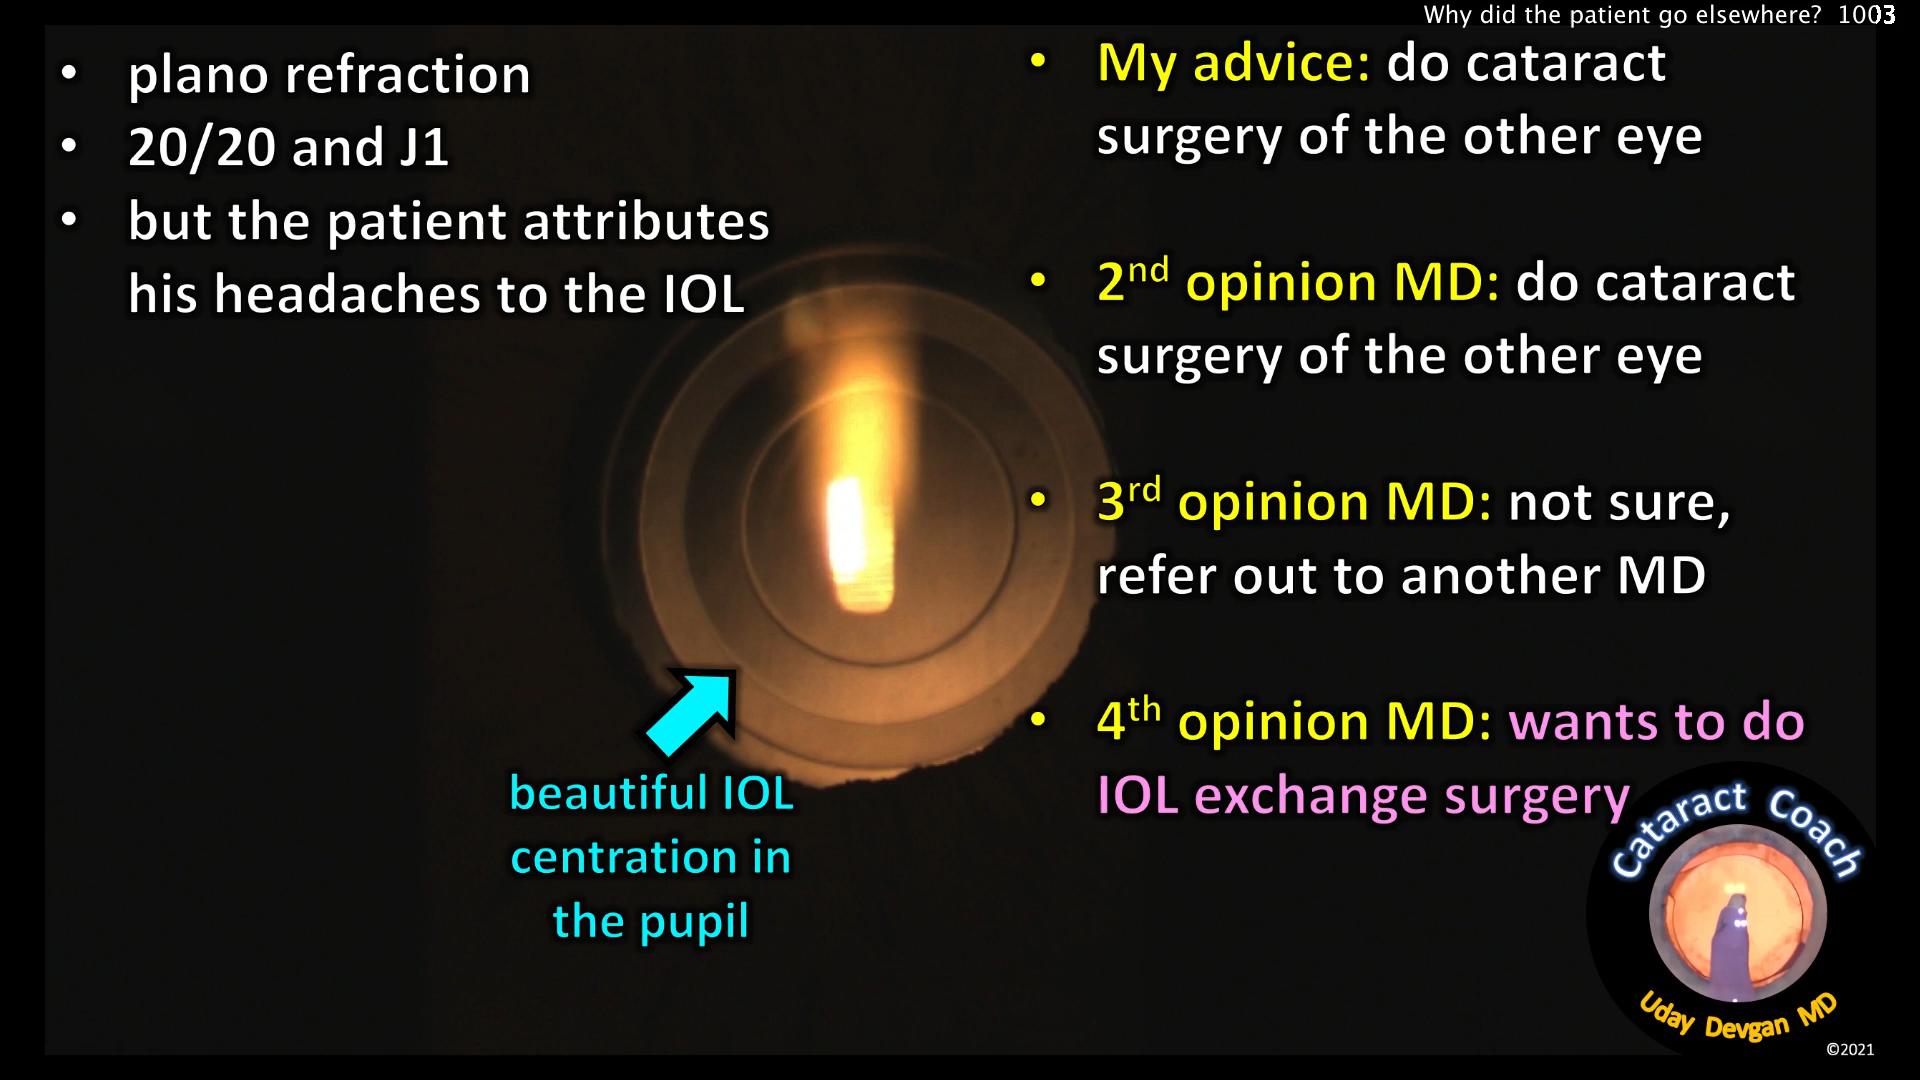 Why did the patient go elsewhere? 1003
• plano refraction
• 20/20 and J1
• but the patient attributes
his headaches to the IOL
• My advice: do cataract
surgery of the other eye
• 2nd opinion MD: do cataract
surgery of the other eye
• 3rd opinion MD: not sure,
refer out to another MD
• 4th opinion MD: wants to do
IOL exchange surgery
beautiful IOL
centration in
the pupil
Cataract Coach
Uday Devgan MD
©2021